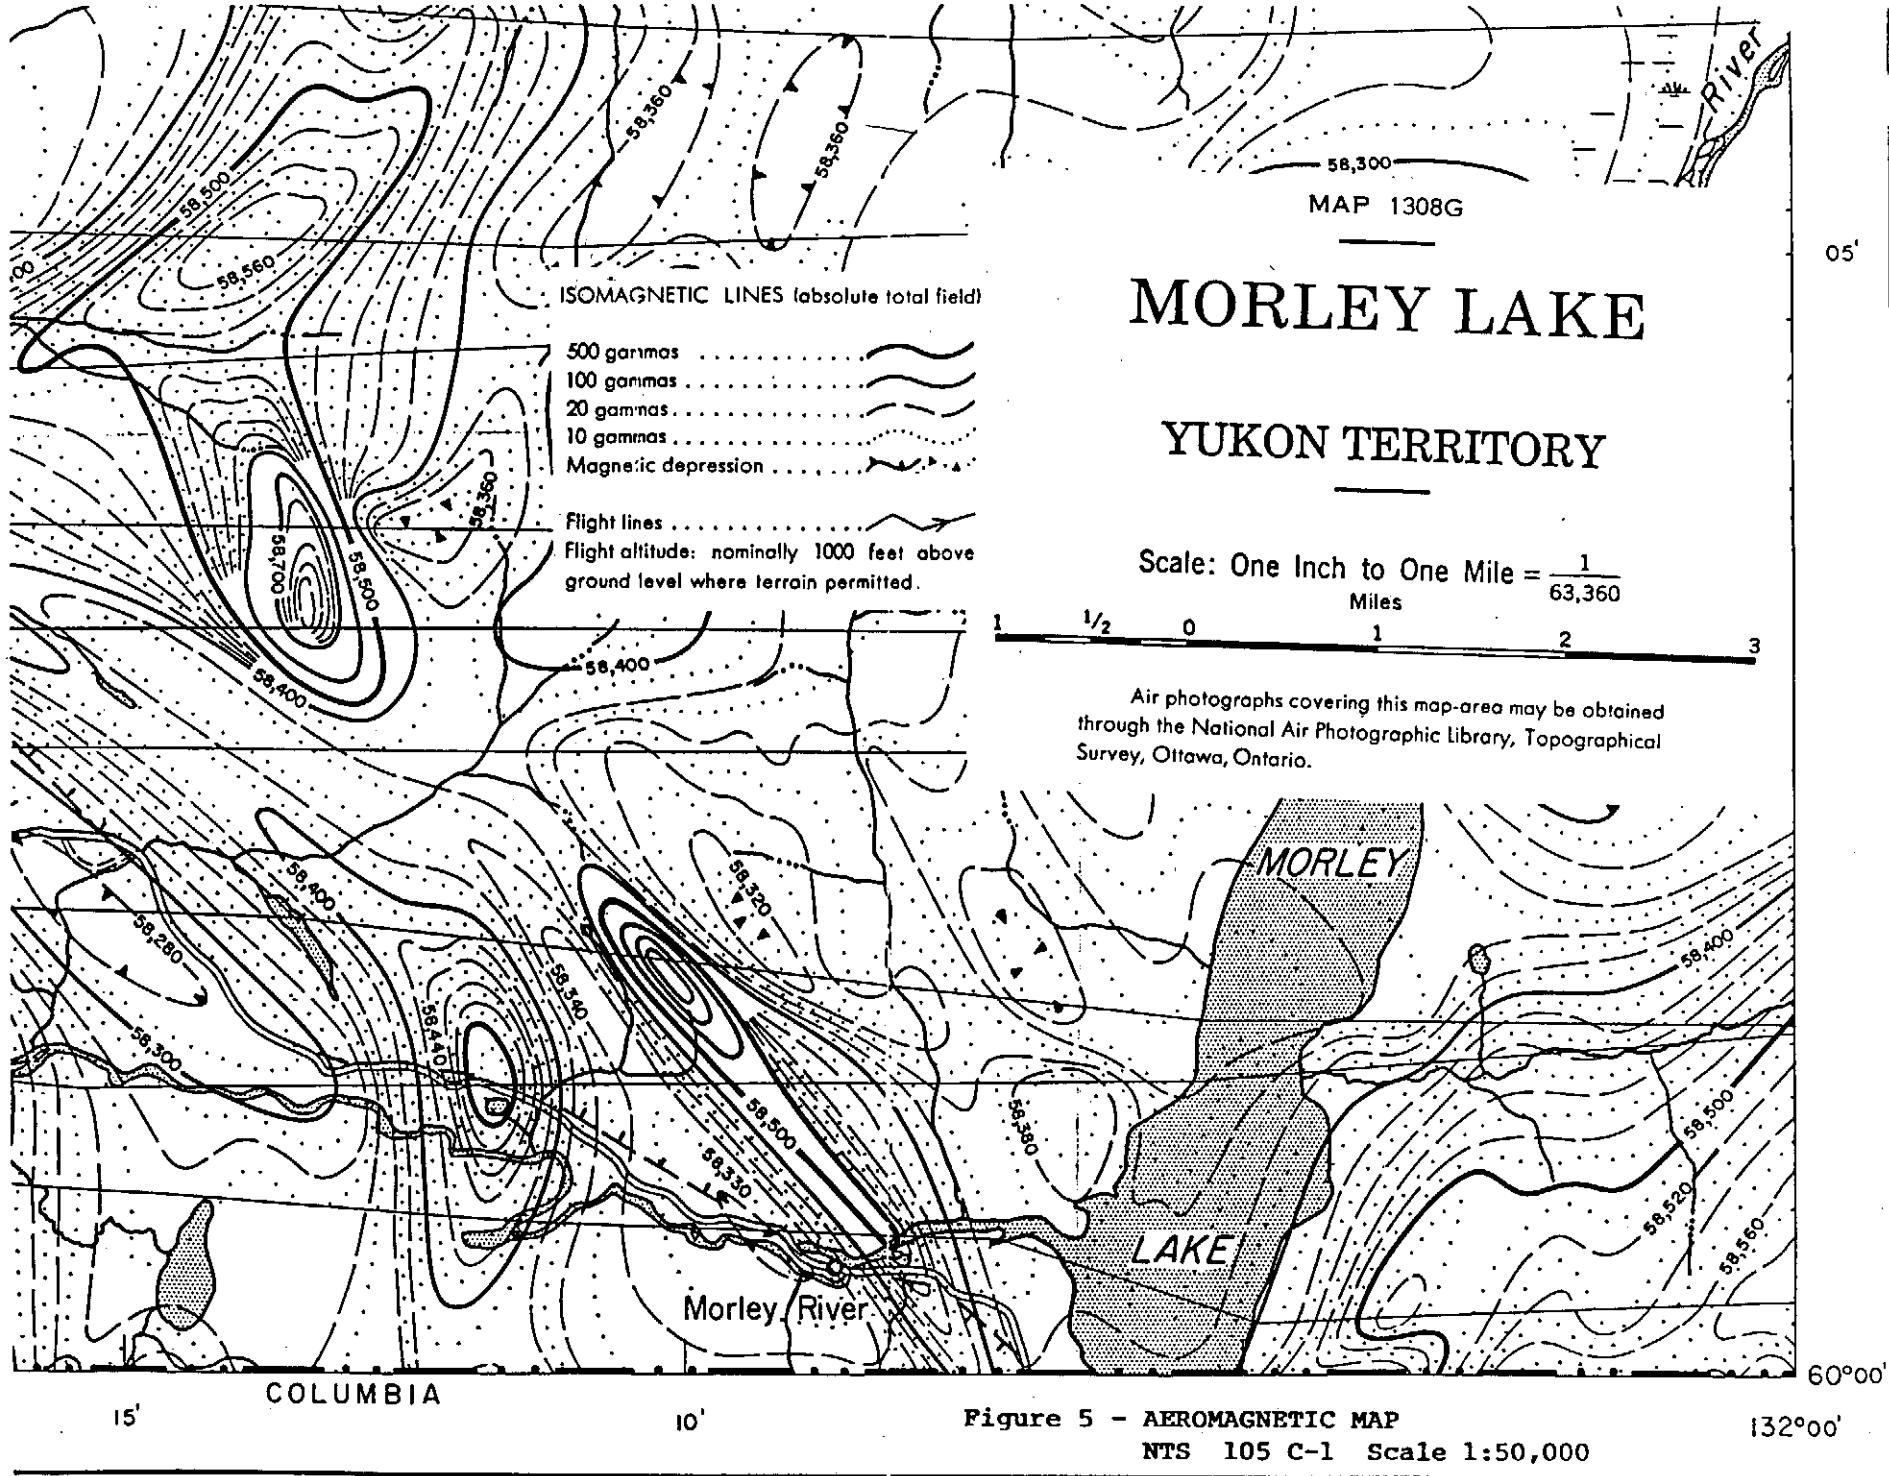 River
58,360
58,360
58,300
58,500
58,560
00
MAP 1308G
05'
MORLEY LAKE
YUKON TERRITORY
ISOMAGNETIC LINES (absolute total field)
500 gammas
100 gammas
20 gammas
10 gammas
Magnetic depression
Flight lines
Flight altitude: nominally 1000 feet above
ground level where terrain permitted.
Scale: One Inch to One Mile = 1/63,360
Miles
1 1/2 0 1 2 3
Air photographs covering this map-area may be obtained
through the National Air Photographic Library, Topographical
Survey, Ottawa, Ontario.
58,360
58,700
58,500
58,400
58,400
58,400
58,320
58,280
58,300
58,440
58,340
MORLEY
58,400
58,380
58,500
58,330
58,500
58,520
58,560
LAKE
Morley River
COLUMBIA
60°00'
15'
10'
132°00'
Figure 5 - AEROMAGNETIC MAP
NTS 105 C-1 Scale 1:50,000